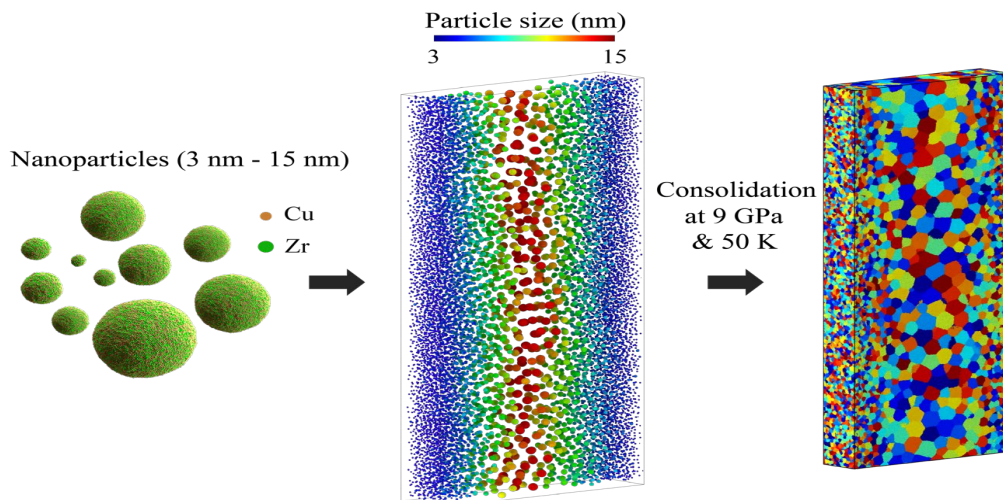 Particle size (nm)
3 15
Nanoparticles (3 nm - 15 nm)
Cu
Zr
Consolidation
at 9 GPa
& 50 K